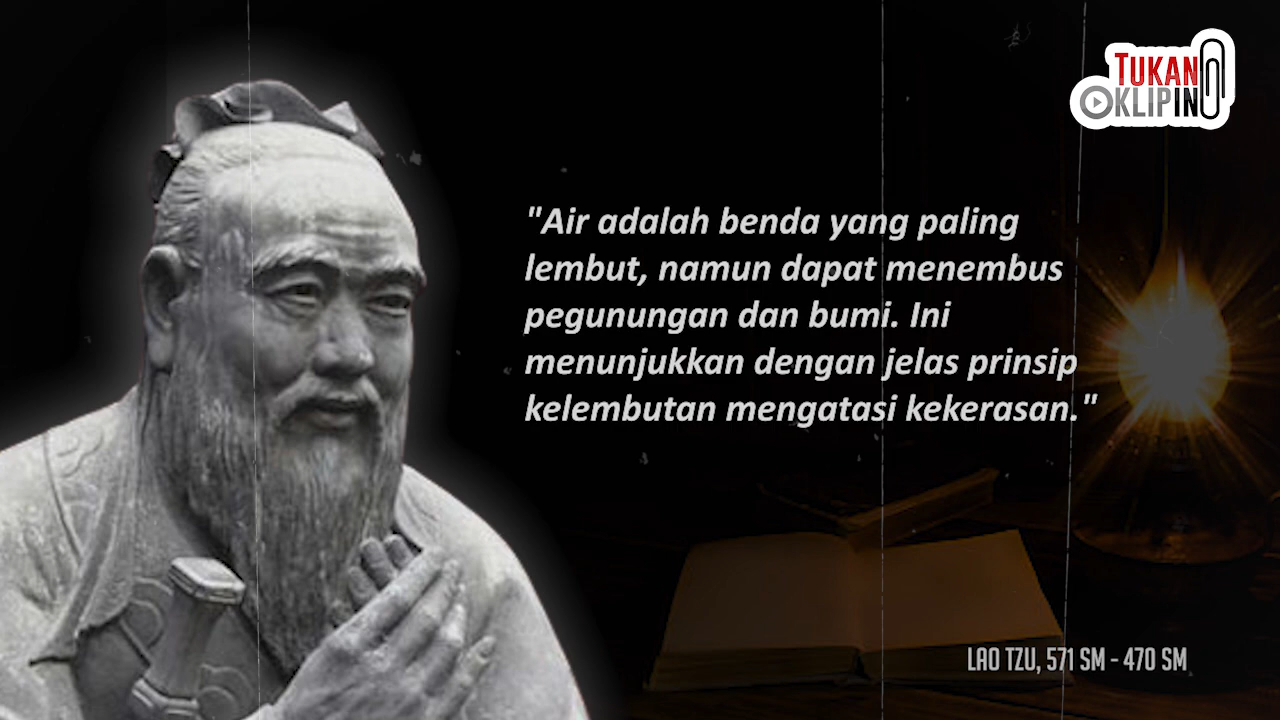 TUKAN
KLIPIN
"Air adalah benda yang paling
lembut, namun dapat menembus
pegunungan dan bumi. Ini
menunjukkan dengan jelas prinsip
kelembutan mengatasi kekerasan."
LAO TZU, 571 SM - 470 SM